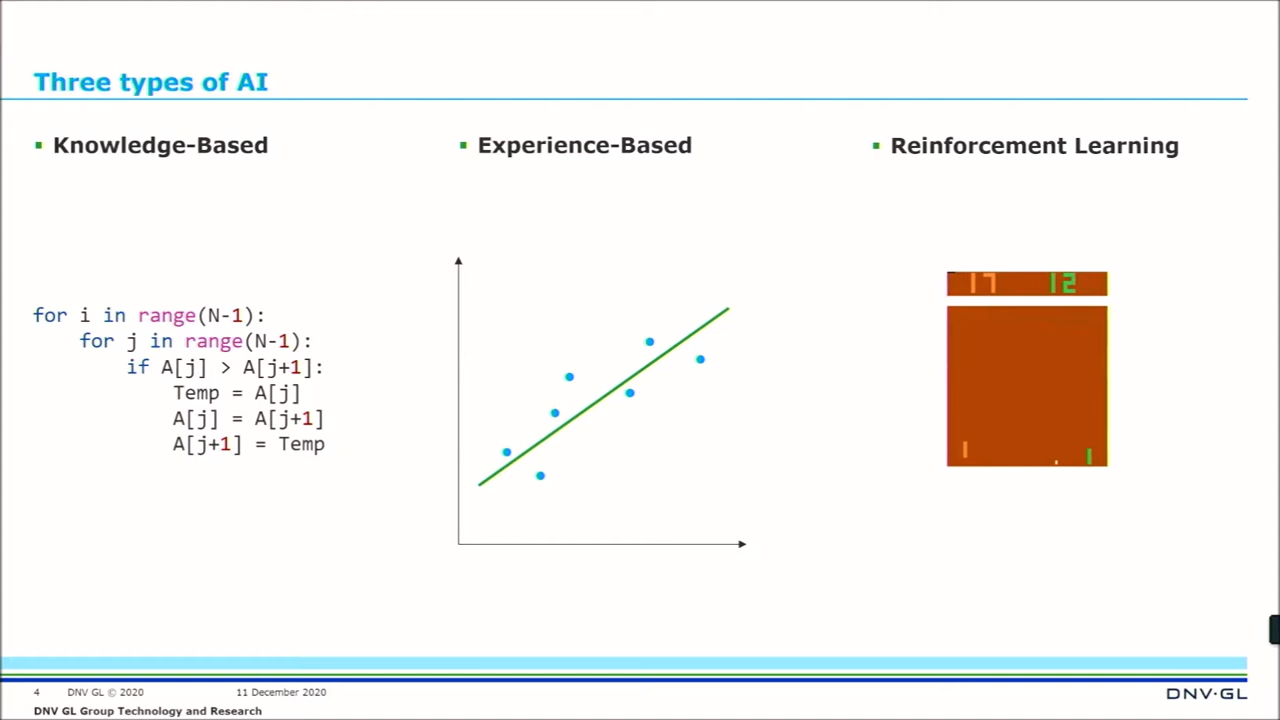 Three types of AI
▪ Knowledge-Based
▪ Experience-Based
▪ Reinforcement Learning
for i in range(N-1):
    for j in range(N-1):
        if A[j] > A[j+1]:
            Temp = A[j]
            A[j] = A[j+1]
            A[j+1] = Temp
17 12
4 DNV GL © 2020 11 December 2020
DNV GL Group Technology and Research
DNV·GL